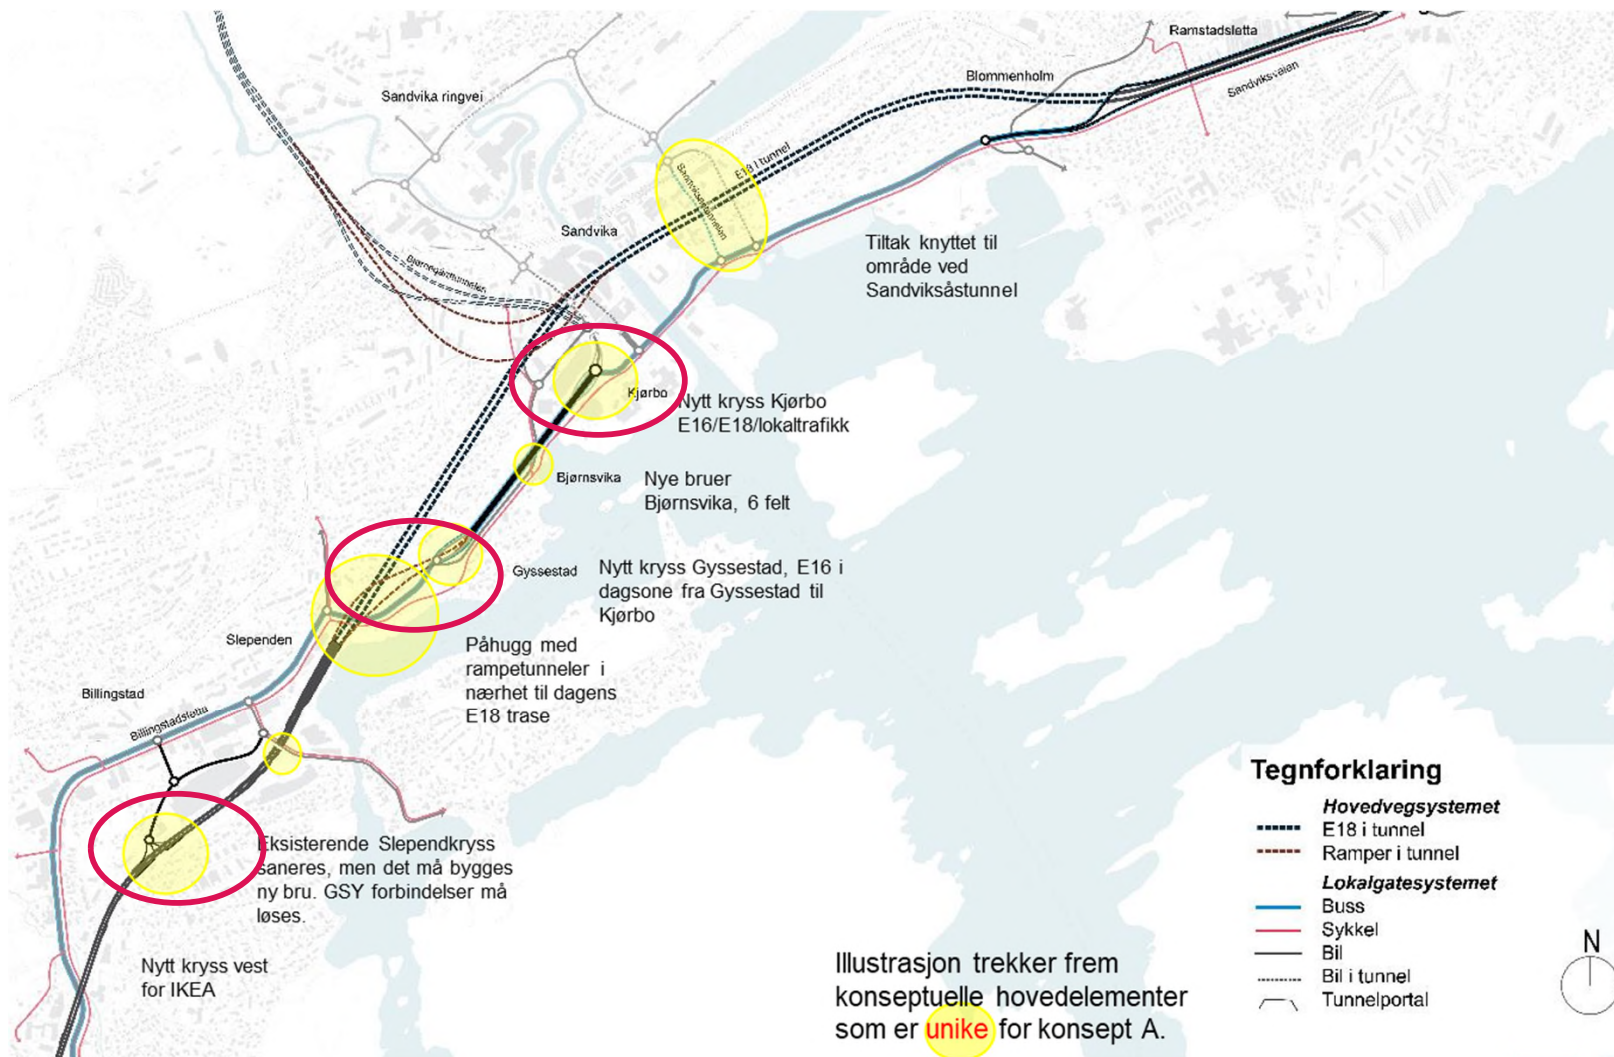 Ramstadsletta
Blommenholm
Sandviksveien
Sandvika ringvei
E18 i tunnel
Sandviksåstunnelen
Sandvika
Bjørnegårdtunnelen
Tiltak knyttet til
område ved
Sandviksåstunnel
Kjørbo
Nytt kryss Kjørbo
E16/E18/lokaltrafikk
Bjørnsvika
Nye bruer
Bjørnsvika, 6 felt
Gyssestad
Nytt kryss Gyssestad, E16 i
dagsone fra Gyssestad til
Kjørbo
Slependen
Påhugg med
rampetunneler i
nærhet til dagens
E18 trase
Billingstad
Billingstadsletta
Eksisterende Slependkryss
saneres, men det må bygges
ny bru. GSY forbindelser må
løses.
Nytt kryss vest
for IKEA
Illustrasjon trekker frem
konseptuelle hovedelementer
som er unike for konsept A.
Tegnforklaring
Hovedvegsystemet
E18 i tunnel
Ramper i tunnel
Lokalgatesystemet
Buss
Sykkel
Bil
Bil i tunnel
Tunnelportal
N